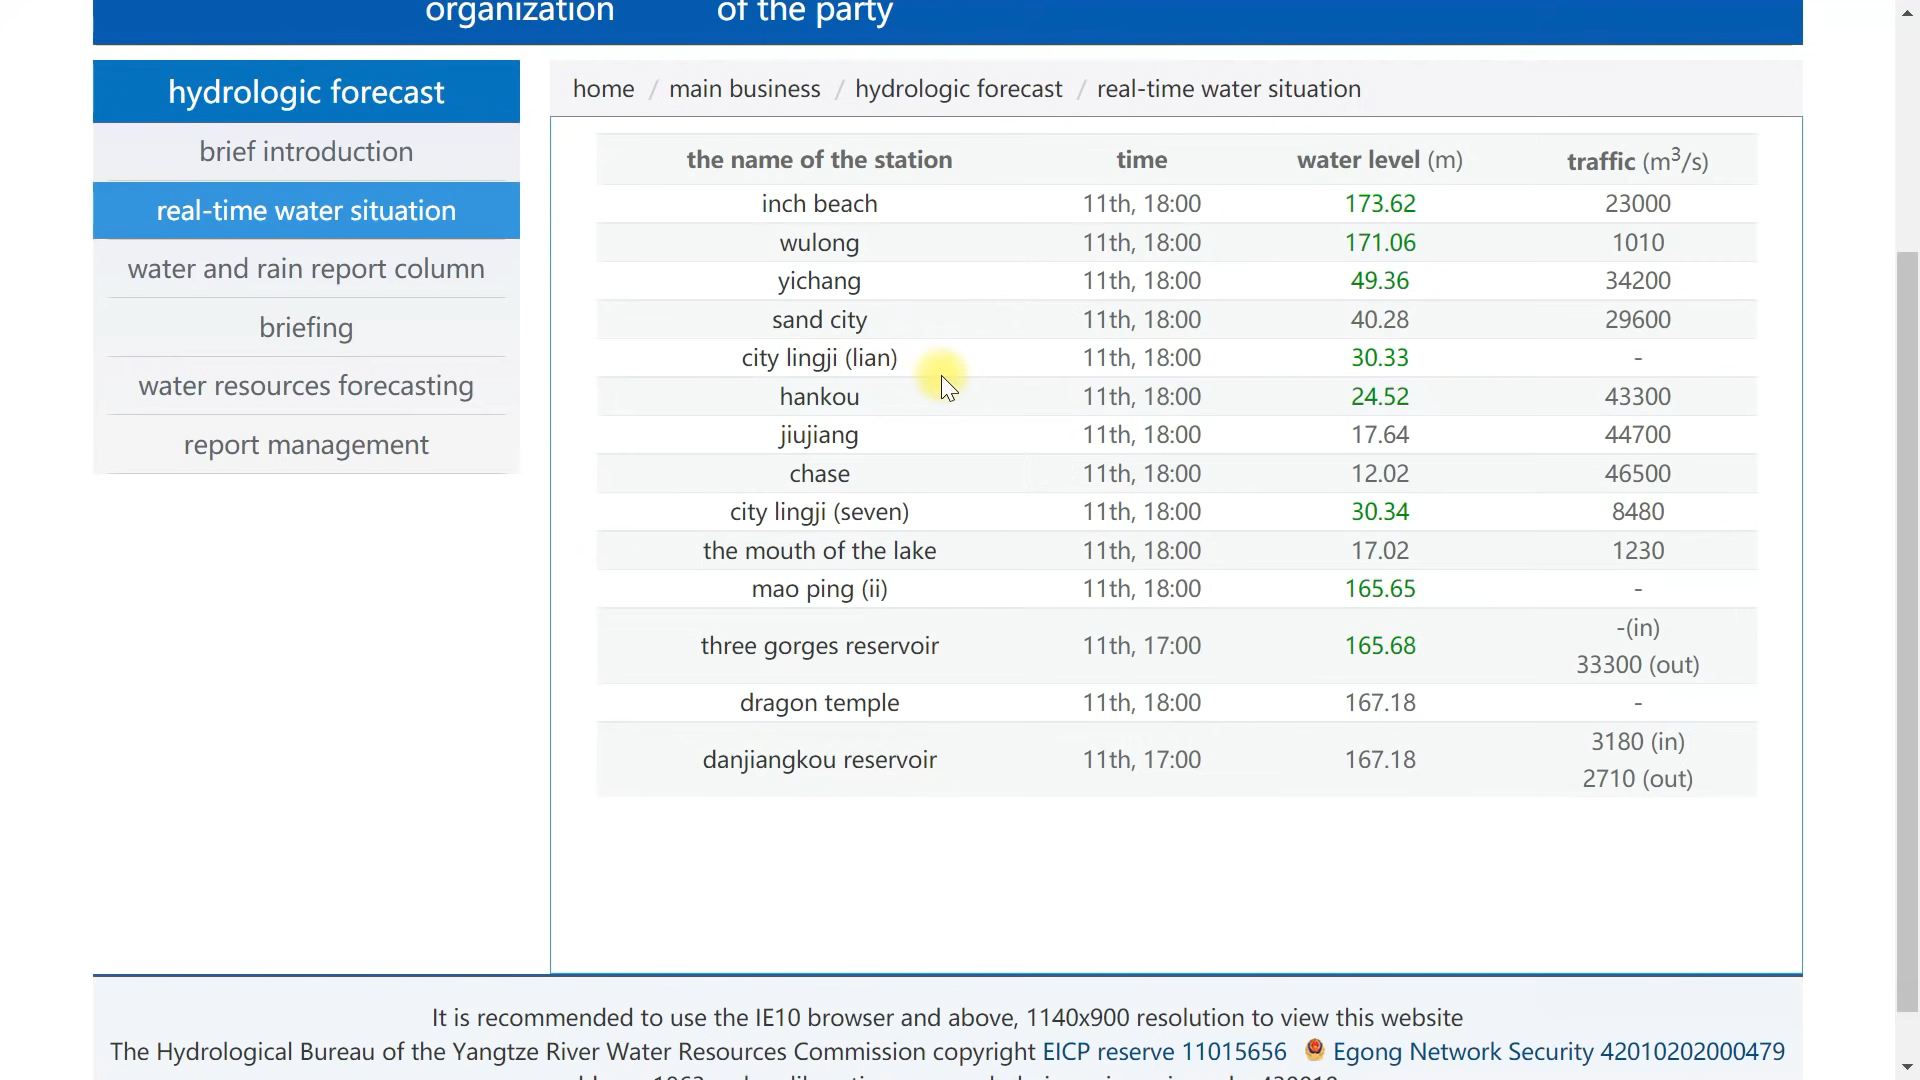 organization of the party
hydrologic forecast
brief introduction
real-time water situation
water and rain report column
briefing
water resources forecasting
report management
home / main business / hydrologic forecast / real-time water situation
the name of the station time water level (m) traffic (m³/s)
inch beach 11th, 18:00 173.62 23000
wulong 11th, 18:00 171.06 1010
yichang 11th, 18:00 49.36 34200
sand city 11th, 18:00 40.28 29600
city lingji (lian) 11th, 18:00 30.33 -
hankou 11th, 18:00 24.52 43300
jiujiang 11th, 18:00 17.64 44700
chase 11th, 18:00 12.02 46500
city lingji (seven) 11th, 18:00 30.34 8480
the mouth of the lake 11th, 18:00 17.02 1230
mao ping (ii) 11th, 18:00 165.65 -
three gorges reservoir 11th, 17:00 165.68 -(in)
33300 (out)
dragon temple 11th, 18:00 167.18 -
danjiangkou reservoir 11th, 17:00 167.18 3180 (in)
2710 (out)
It is recommended to use the IE10 browser and above, 1140x900 resolution to view this website
The Hydrological Bureau of the Yangtze River Water Resources Commission copyright EICP reserve 11015656 Egong Network Security 42010202000479